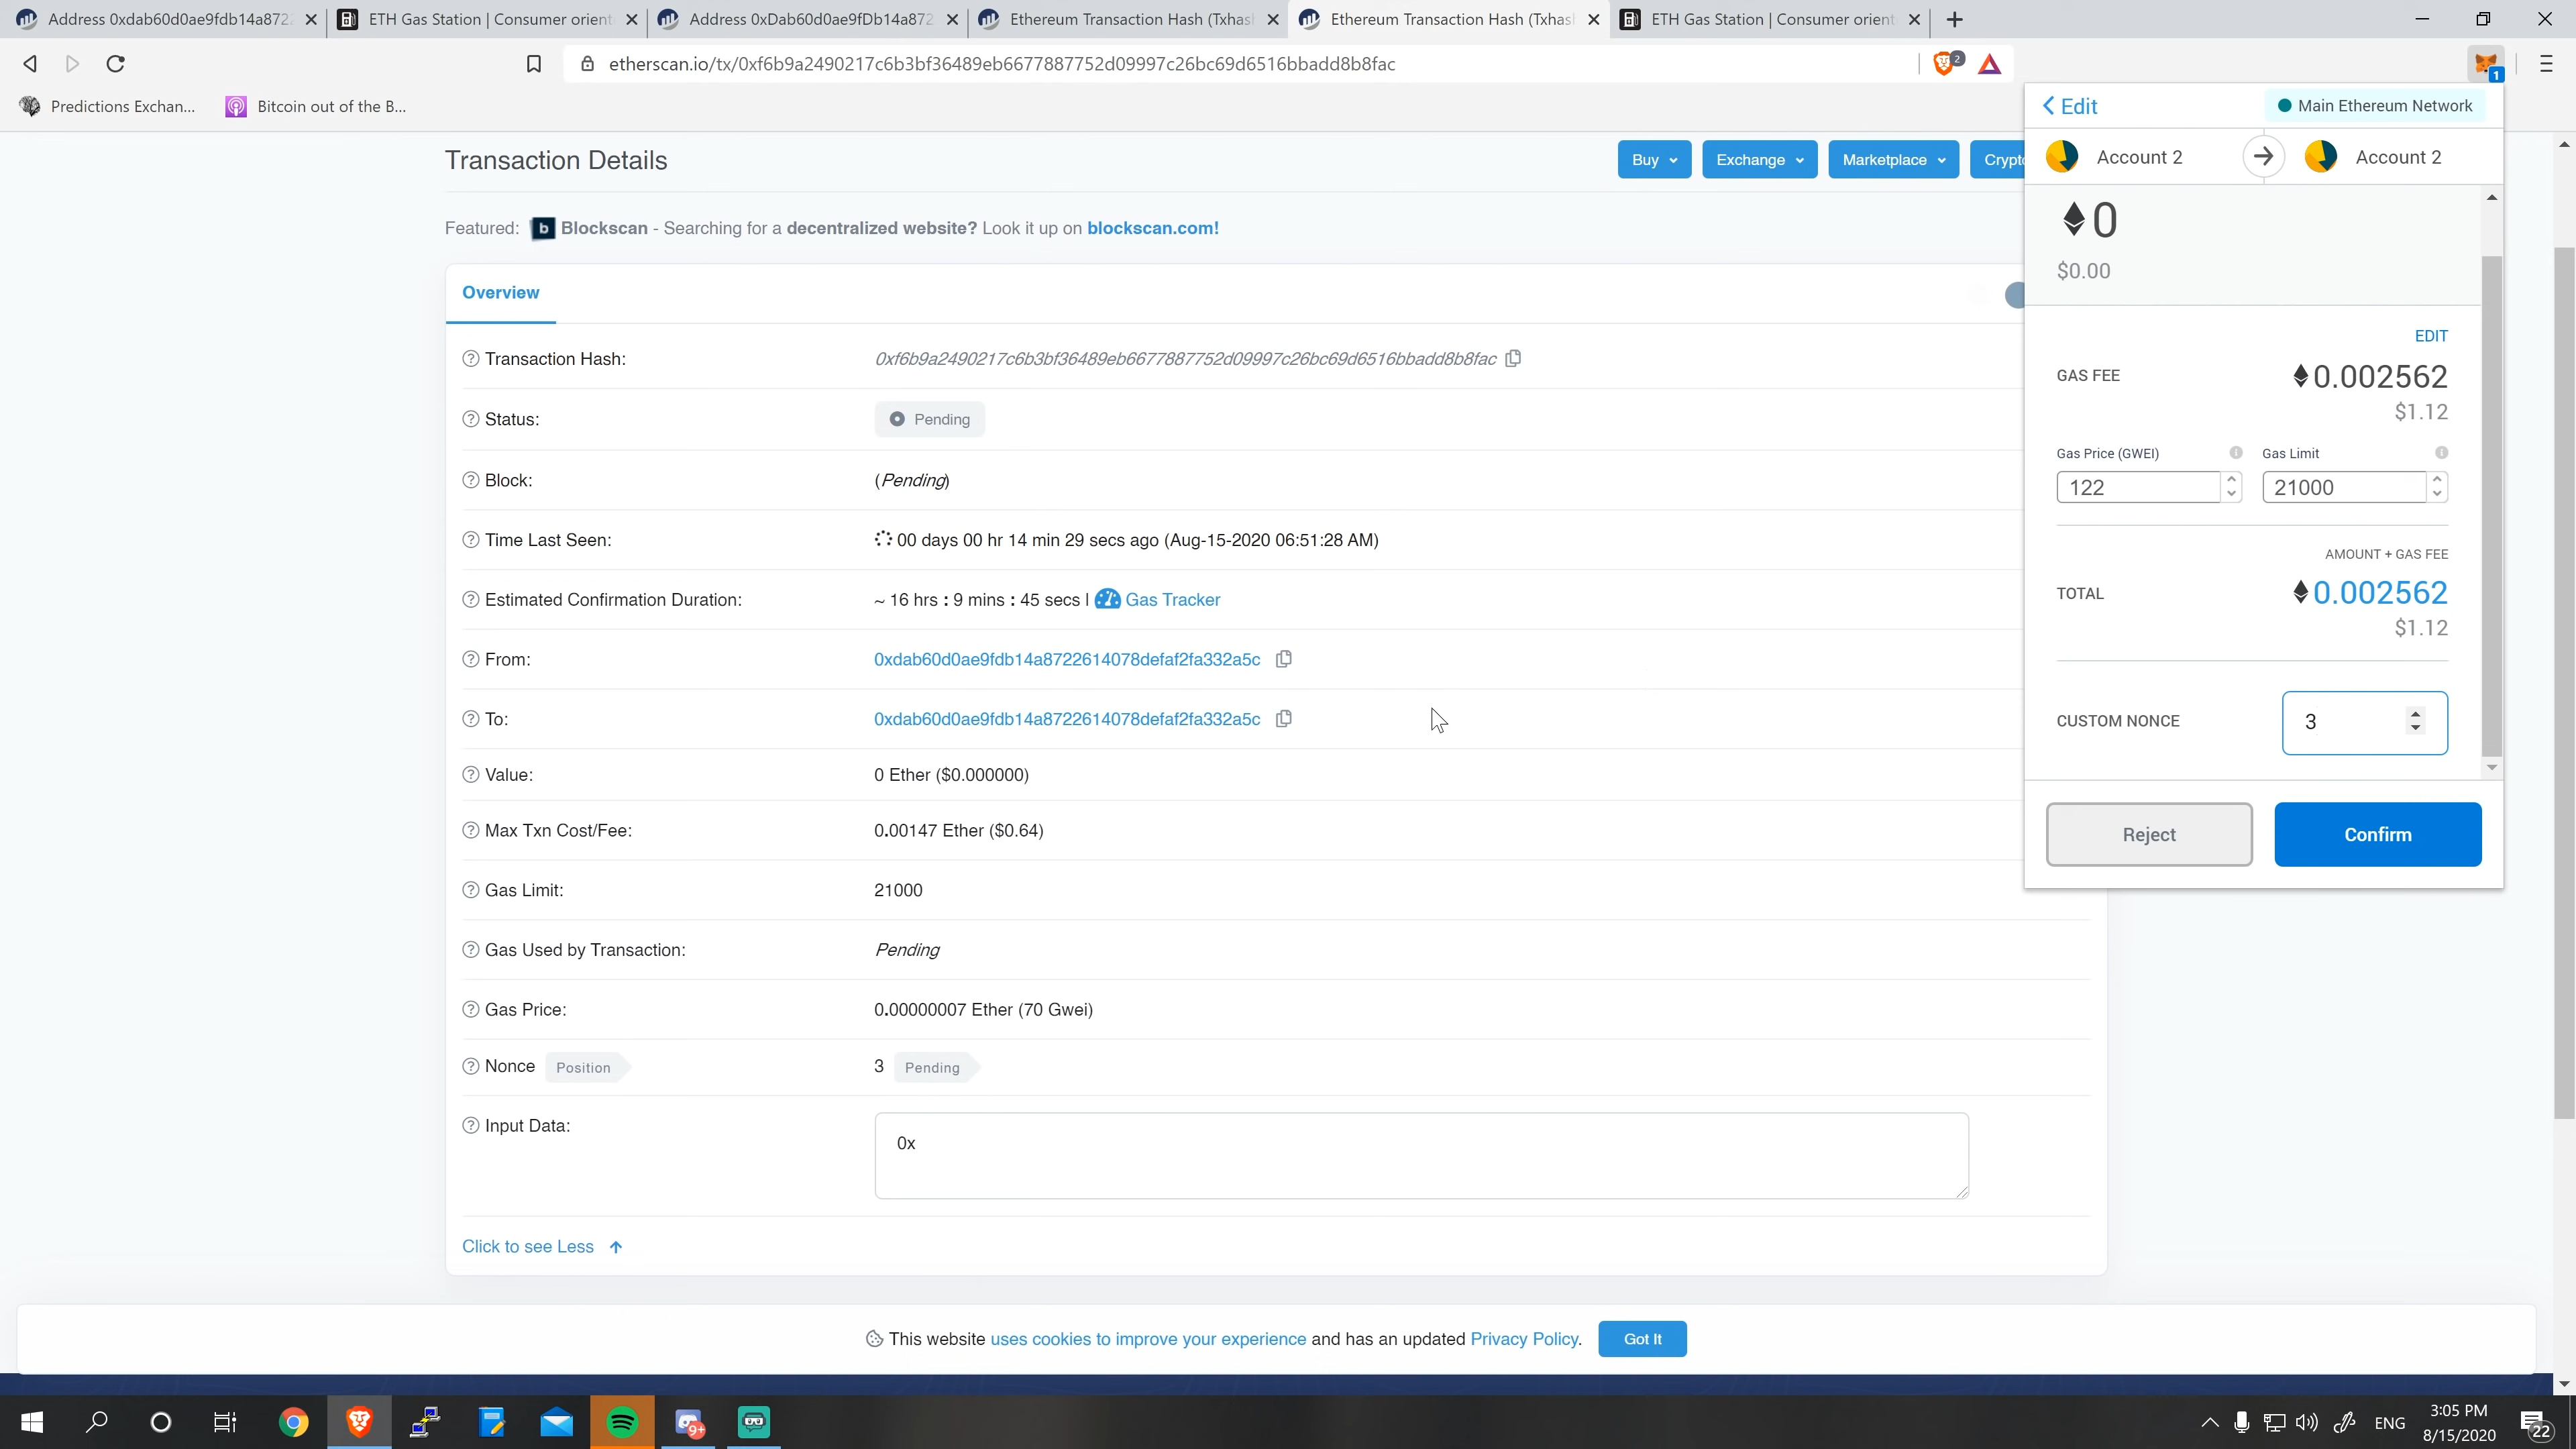 Address 0xdab60d0ae9fdb14a872
ETH Gas Station | Consumer orient
Address 0xDab60d0ae9fDb14a872
Ethereum Transaction Hash (Txhas
Ethereum Transaction Hash (Txhas
ETH Gas Station | Consumer orient
etherscan.io/tx/0xf6b9a2490217c6b3bf36489eb6677887752d09997c26bc69d6516bbadd8b8fac
2
1
Predictions Exchan...
Bitcoin out of the B...
Transaction Details
Buy
Exchange
Marketplace
Crypto
Featured: Blockscan - Searching for a decentralized website? Look it up on blockscan.com!
Overview
Transaction Hash: 0xf6b9a2490217c6b3bf36489eb6677887752d09997c26bc69d6516bbadd8b8fac
Status: Pending
Block: (Pending)
Time Last Seen: 00 days 00 hr 14 min 29 secs ago (Aug-15-2020 06:51:28 AM)
Estimated Confirmation Duration: ~ 16 hrs : 9 mins : 45 secs | Gas Tracker
From: 0xdab60d0ae9fdb14a8722614078defaf2fa332a5c
To: 0xdab60d0ae9fdb14a8722614078defaf2fa332a5c
Value: 0 Ether ($0.000000)
Max Txn Cost/Fee: 0.00147 Ether ($0.64)
Gas Limit: 21000
Gas Used by Transaction: Pending
Gas Price: 0.00000007 Ether (70 Gwei)
Nonce Position 3 Pending
Input Data: 0x
Click to see Less
This website uses cookies to improve your experience and has an updated Privacy Policy. Got It
Edit
Main Ethereum Network
Account 2
Account 2
0
$0.00
EDIT
GAS FEE 0.002562
$1.12
Gas Price (GWEI) Gas Limit
122 21000
AMOUNT + GAS FEE
TOTAL 0.002562
$1.12
CUSTOM NONCE 3
Reject Confirm
9+
ENG
3:05 PM
8/15/2020
22